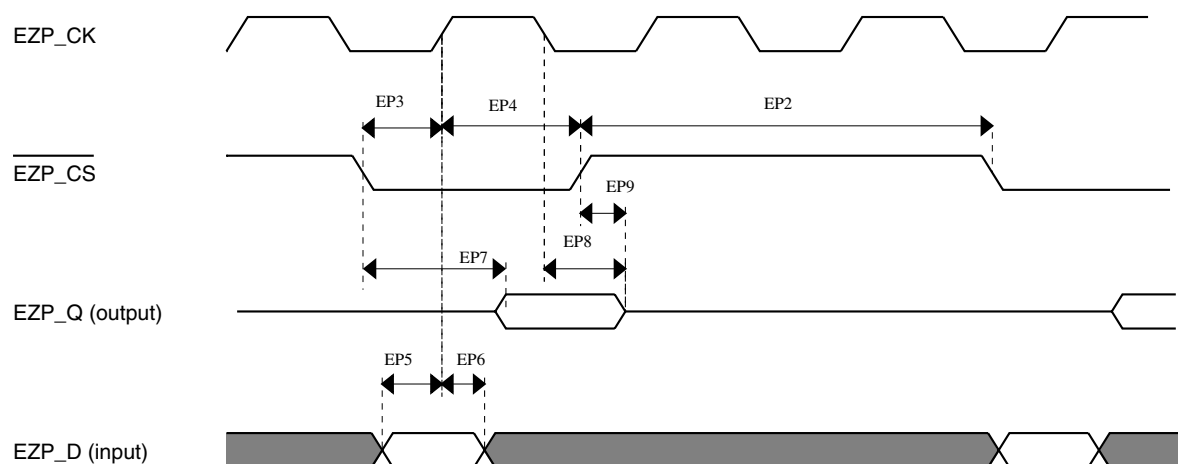 EZP_CK
EP3
EP4
EP2
EZP_CS
EP9
EP8
EP7
EZP_Q (output)
EP5
EP6
EZP_D (input)